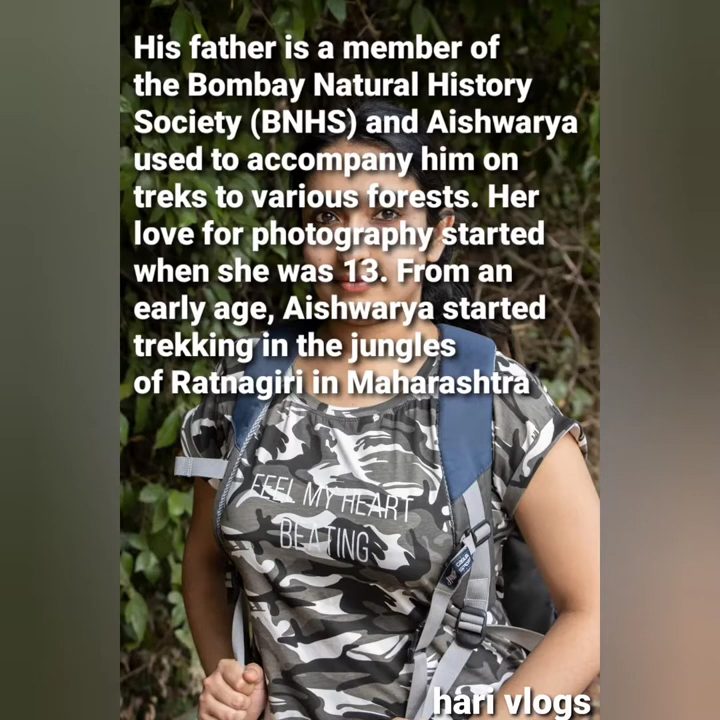 His father is a member of
the Bombay Natural History
Society (BNHS) and Aishwarya
used to accompany him on
treks to various forests. Her
love for photography started
when she was 13. From an
early age, Aishwarya started
trekking in the jungles
of Ratnagiri in Maharashtra
FEEL MY HEART
BEATING
hari vlogs